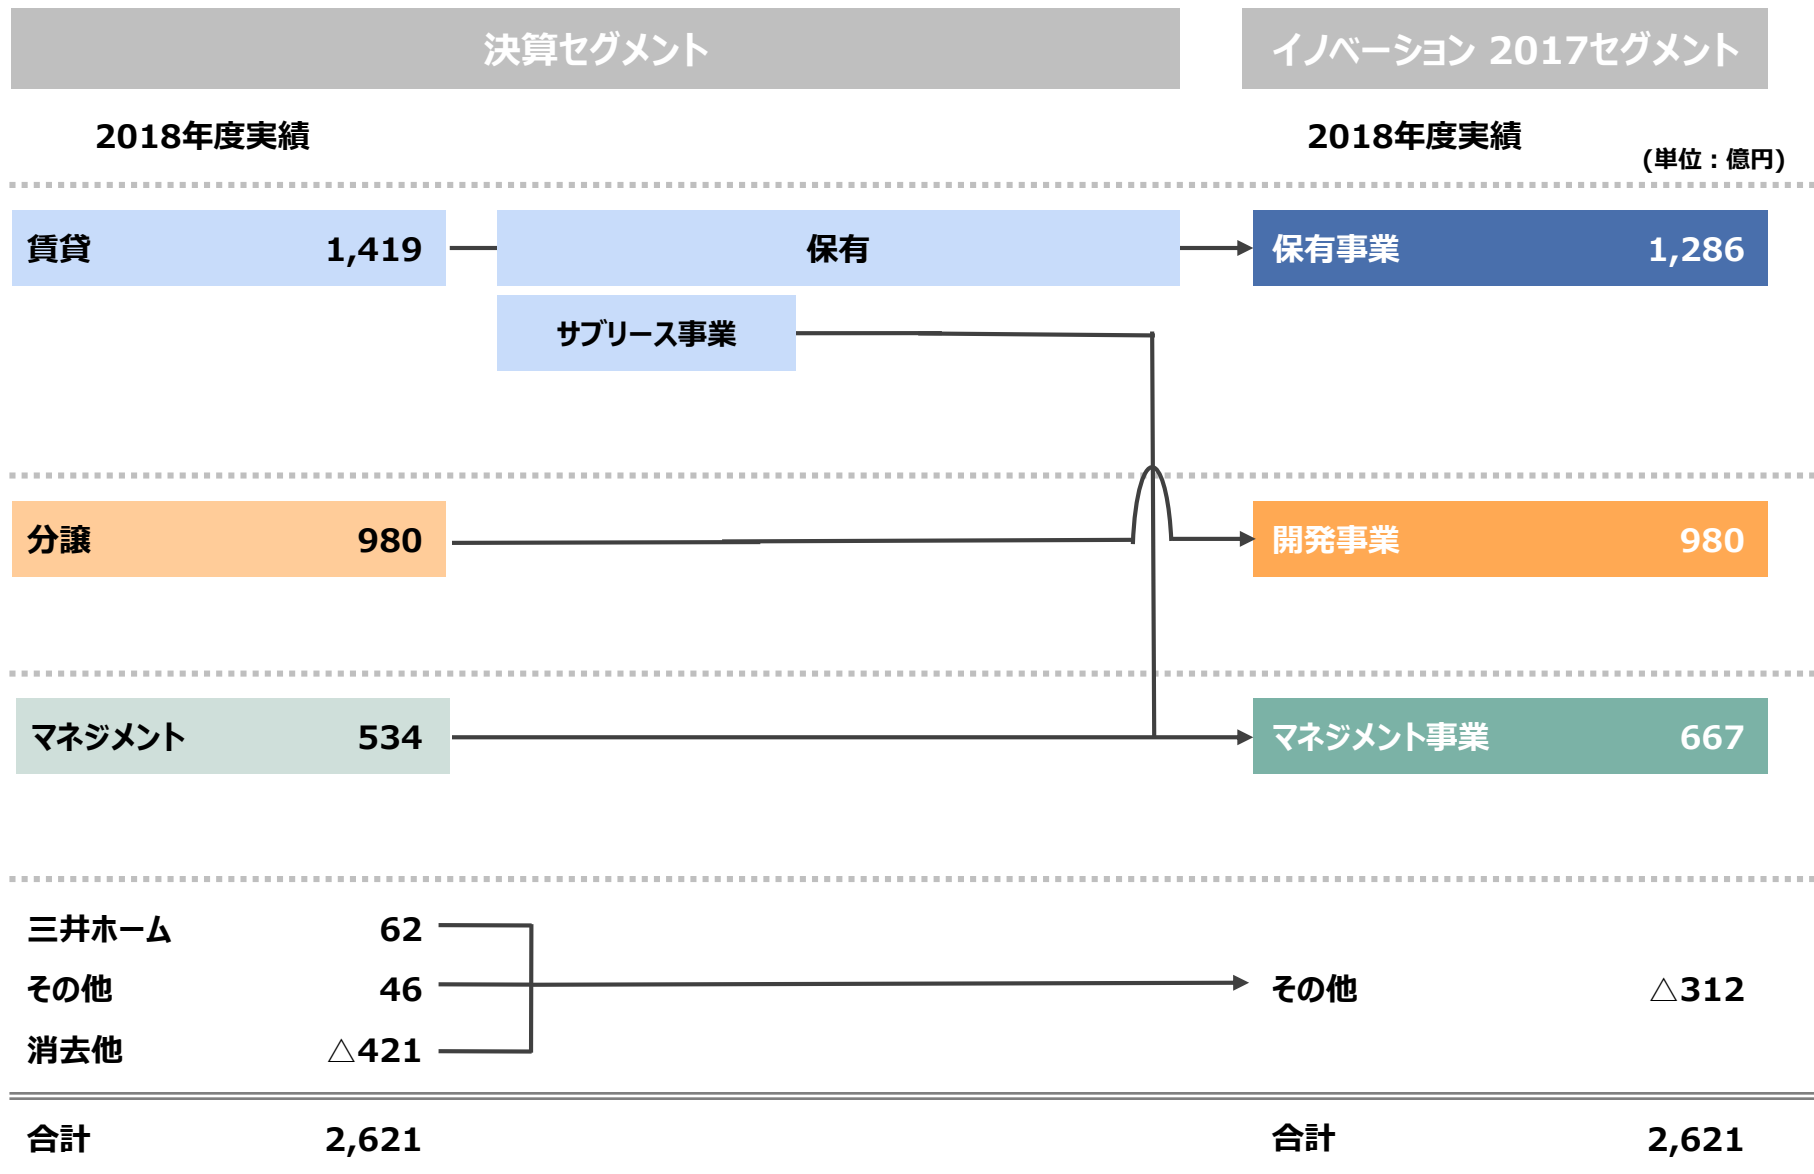 決算セグメント
イノベーション 2017セグメント
2018年度実績
2018年度実績
(単位：億円)
賃貸 1,419
保有
保有事業 1,286
サブリース事業
分譲 980
開発事業 980
マネジメント 534
マネジメント事業 667
三井ホーム 62
その他 46
その他 △312
消去他 △421
合計 2,621
合計 2,621